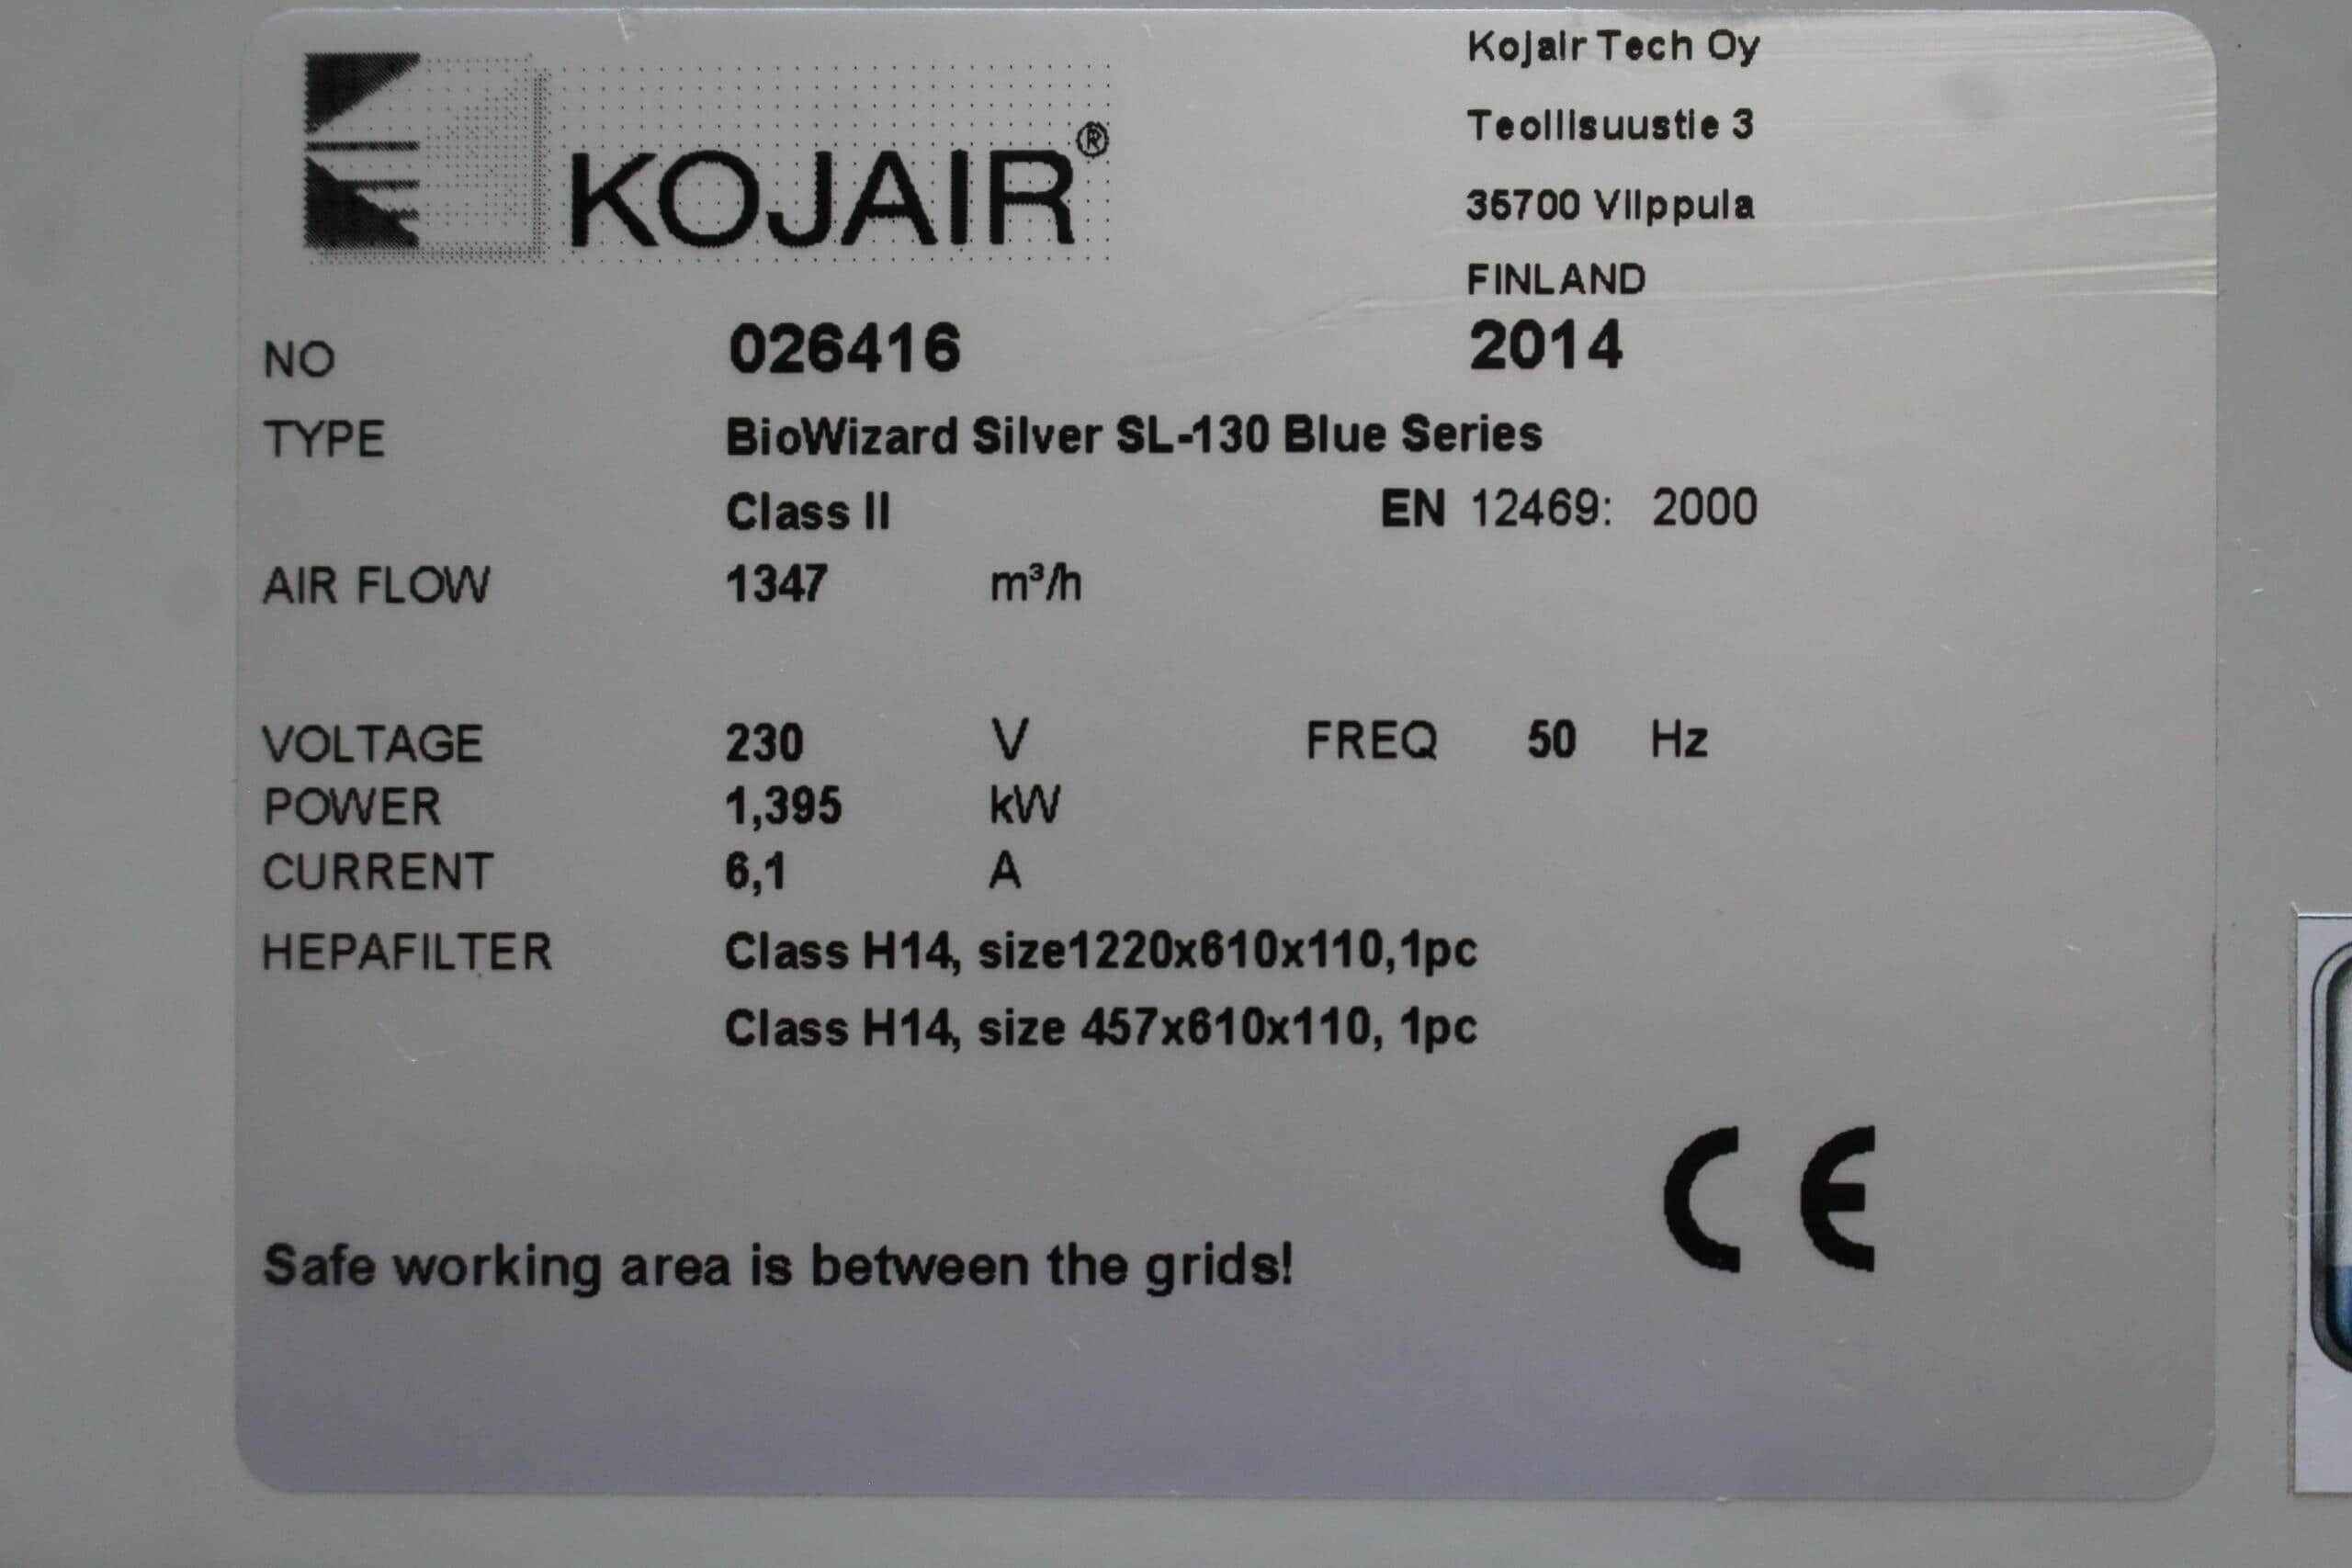 KOJAIR®
Kojair Tech Oy
Teollisuustie 3
35700 Vilppula
FINLAND
NO 026416 2014
TYPE BioWizard Silver SL-130 Blue Series
Class II EN 12469: 2000
AIR FLOW 1347 m³/h
VOLTAGE 230 V FREQ 50 Hz
POWER 1,395 kW
CURRENT 6,1 A
HEPAFILTER Class H14, size1220x610x110,1pc
Class H14, size 457x610x110, 1pc
CE
Safe working area is between the grids!